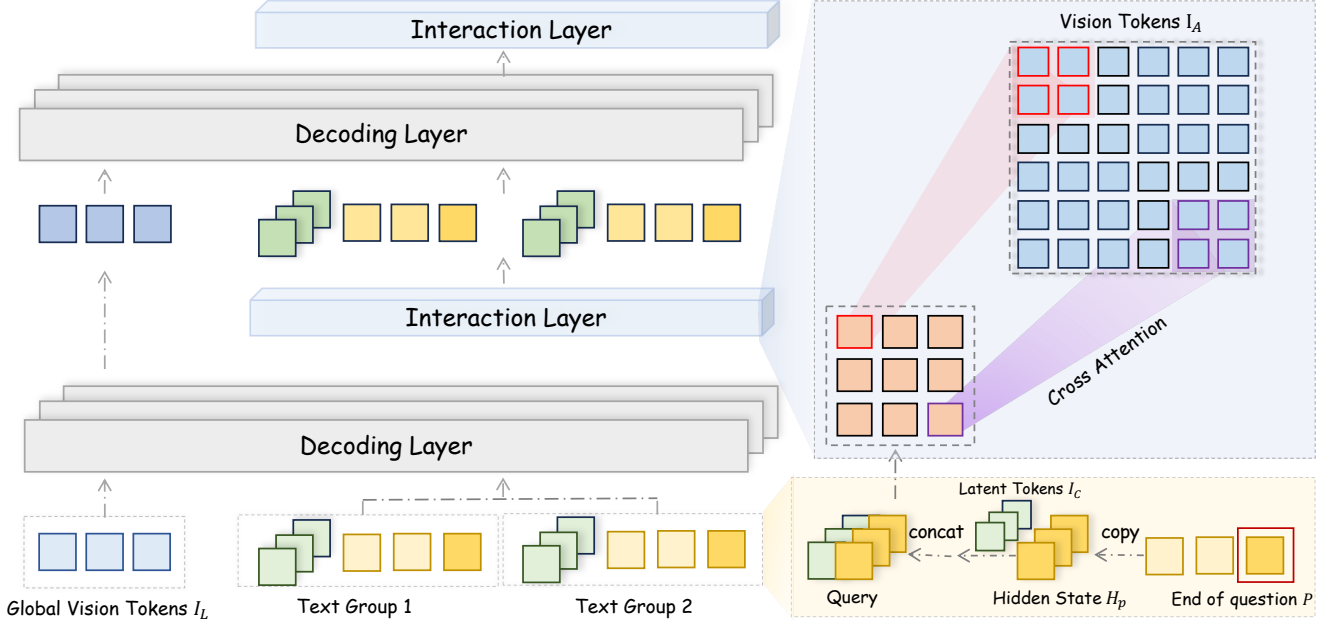 Interaction Layer
Decoding Layer
Interaction Layer
Decoding Layer
Global Vision Tokens I_L
Text Group 1
Text Group 2
Vision Tokens I_A
Cross Attention
Latent Tokens I_C
concat
copy
Query
Hidden State H_p
End of question P